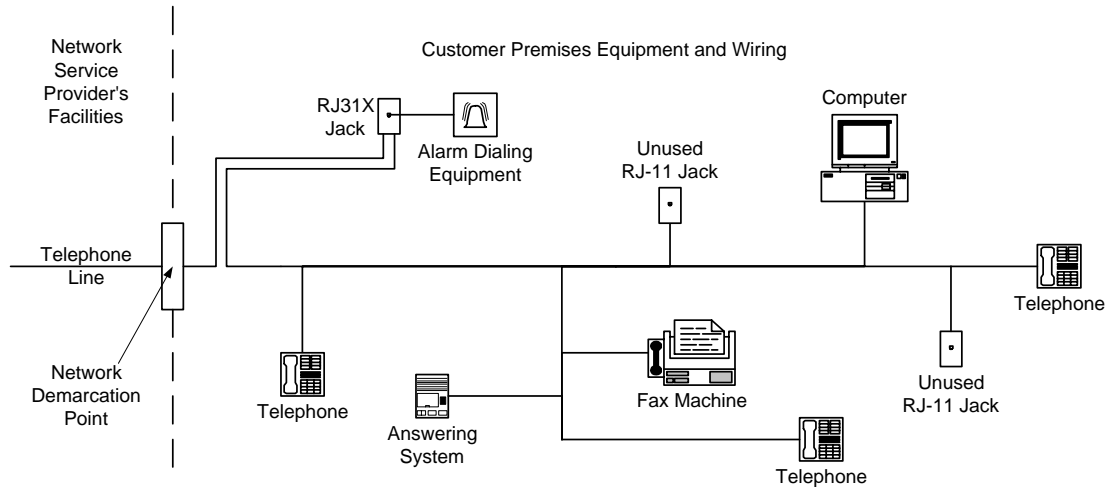 Network
Service
Provider's
Facilities
Customer Premises Equipment and Wiring
RJ31X
Jack
Alarm Dialing
Equipment
Unused
RJ-11 Jack
Computer
Telephone
Line
Telephone
Network
Demarcation
Point
Telephone
Answering
System
Fax Machine
Unused
RJ-11 Jack
Telephone